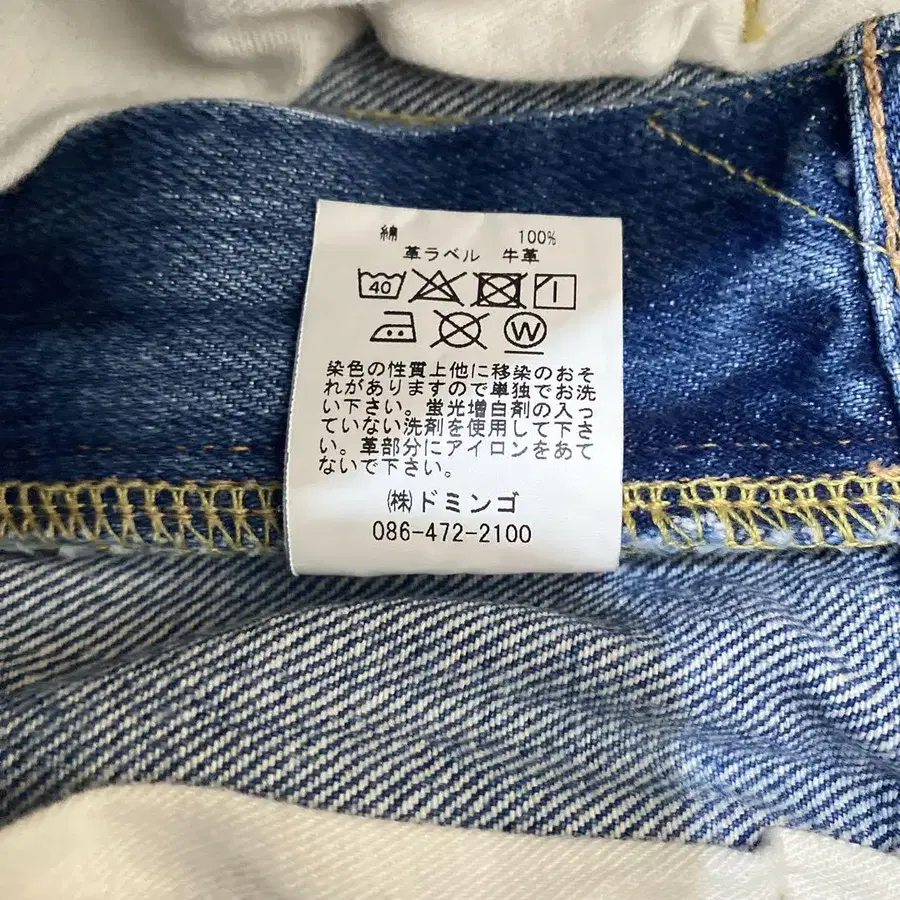 綿 100%
革ラベル 牛革
40
W
染色の性質上他に移染のおそ
れがありますので単独でお洗
い下さい。蛍光増白剤の入っ
ていない洗剤を使用して下さ
い。革部分にアイロンをあて
ないで下さい。
㈱ドミンゴ
086-472-2100